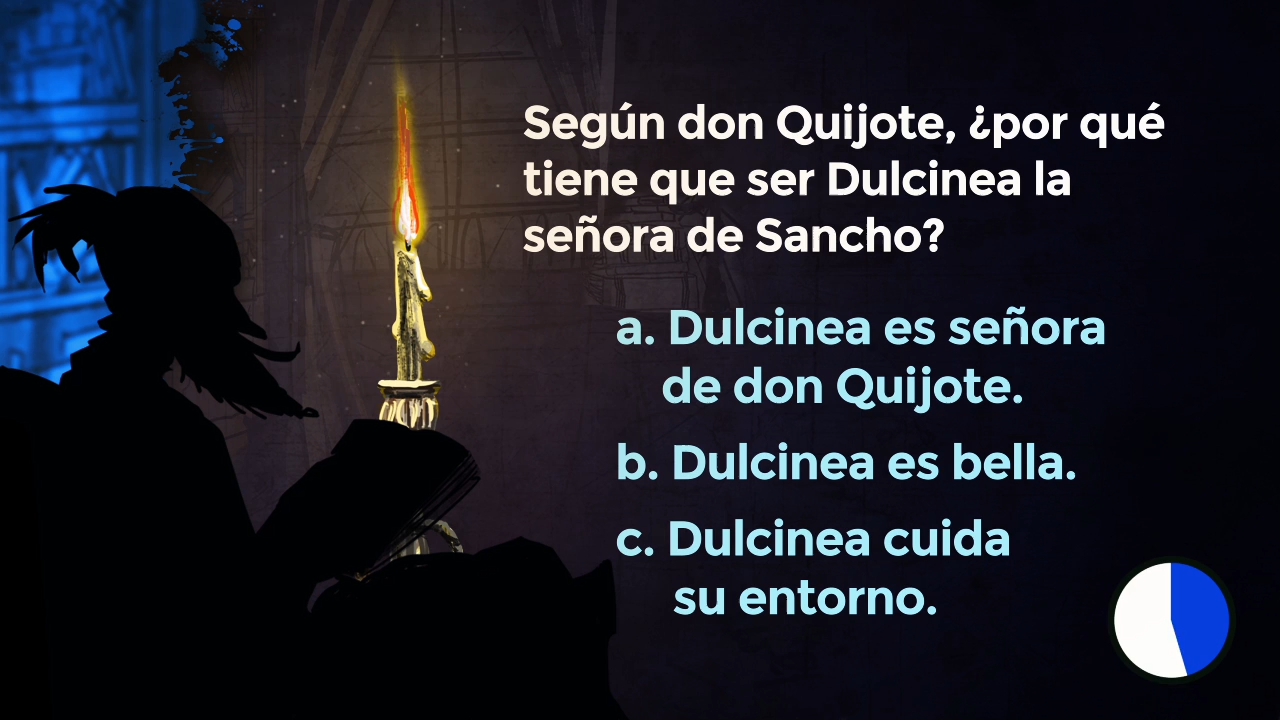 Según don Quijote, ¿por qué
tiene que ser Dulcinea la
señora de Sancho?
a. Dulcinea es señora
de don Quijote.
b. Dulcinea es bella.
c. Dulcinea cuida
su entorno.